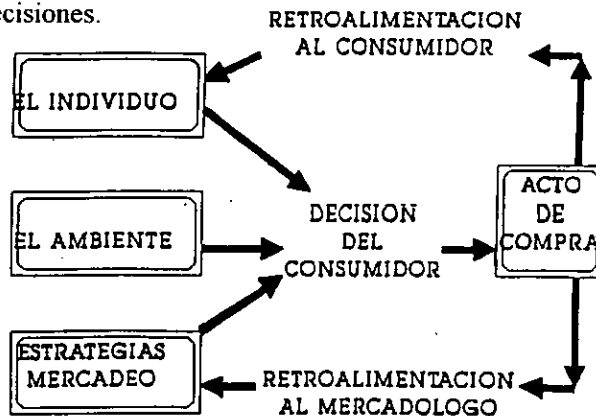 ecisiones.
RETROALIMENTACION
AL CONSUMIDOR
EL INDIVIDUO
ACTO
DE
COMPRA
DECISION
DEL
CONSUMIDOR
EL AMBIENTE
ESTRATEGIAS
MERCADEO
RETROALIMENTACION
AL MERCADOLOGO